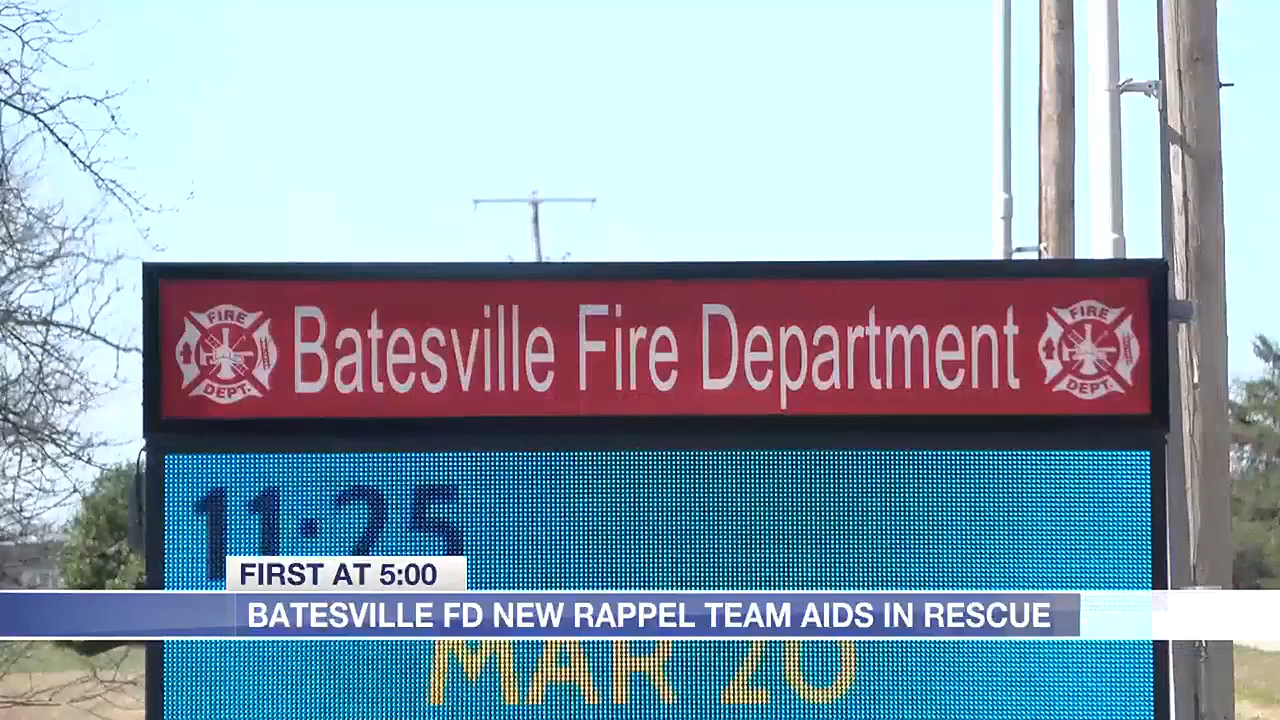 FIRE
DEPT.
Batesville Fire Department
FIRE
DEPT.
11:25
FIRST AT 5:00
BATESVILLE FD NEW RAPPEL TEAM AIDS IN RESCUE
MAR 20